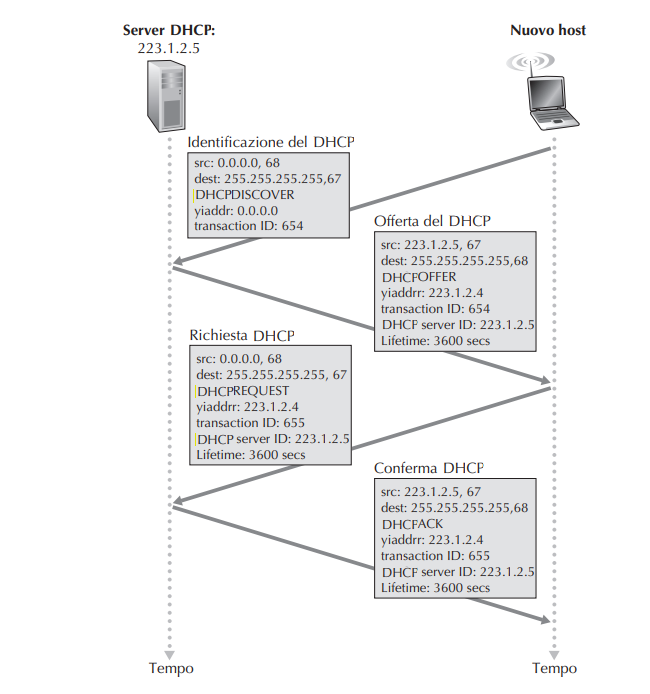 Server DHCP:
223.1.2.5
Nuovo host
Identificazione del DHCP
src: 0.0.0.0, 68
dest: 255.255.255.255,67
DHCPDISCOVER
yiaddr: 0.0.0.0
transaction ID: 654
Offerta del DHCP
src: 223.1.2.5, 67
dest: 255.255.255.255,68
DHCPOFFER
yiaddrr: 223.1.2.4
transaction ID: 654
DHCP server ID: 223.1.2.5
Lifetime: 3600 secs
Richiesta DHCP
src: 0.0.0.0, 68
dest: 255.255.255.255, 67
DHCPREQUEST
yiaddrr: 223.1.2.4
transaction ID: 655
DHCP server ID: 223.1.2.5
Lifetime: 3600 secs
Conferma DHCP
src: 223.1.2.5, 67
dest: 255.255.255.255,68
DHCPACK
yiaddrr: 223.1.2.4
transaction ID: 655
DHCP server ID: 223.1.2.5
Lifetime: 3600 secs
Tempo
Tempo